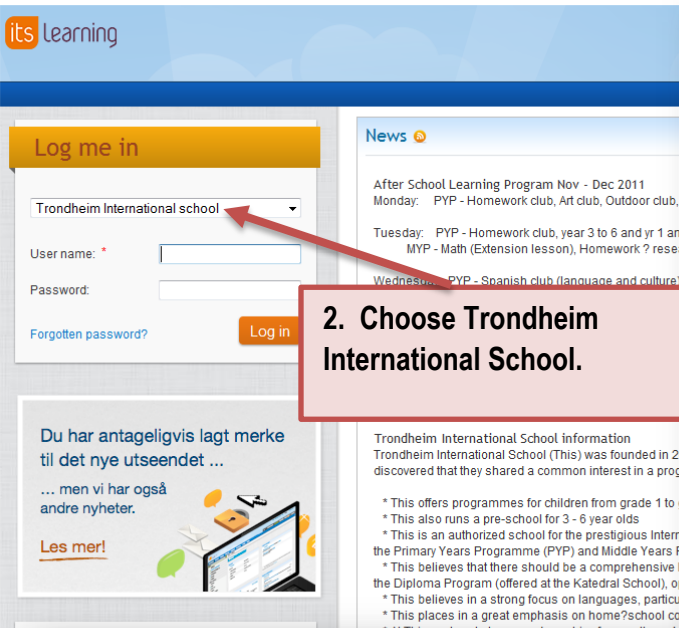 its learning
Log me in
Trondheim International school
User name: *
Password:
Forgotten password?
Log in
Du har antageligvis lagt merke
til det nye utseendet ...
... men vi har også
andre nyheter.
Les mer!
News
After School Learning Program Nov - Dec 2011
Monday: PYP - Homework club, Art club, Outdoor club,
Tuesday: PYP - Homework club, year 3 to 6 and yr 1
MYP - Math (Extension lesson), Homework ?
PYP - Spanish club (language and culture)
2. Choose Trondheim
International School.
Trondheim International School information
Trondheim International School (This) was founded in
discovered that they shared a common interest in a
* This offers programmes for children from grade 1 to
* This also runs a pre-school for 3 - 6 year olds
* This is an authorized school for the prestigious
the Primary Years Programme (PYP) and Middle Years
* This believes that there should be a comprehensive
the Diploma Program (offered at the Katedral School),
* This believes in a strong focus on languages,
* This places in a great emphasis on home?school